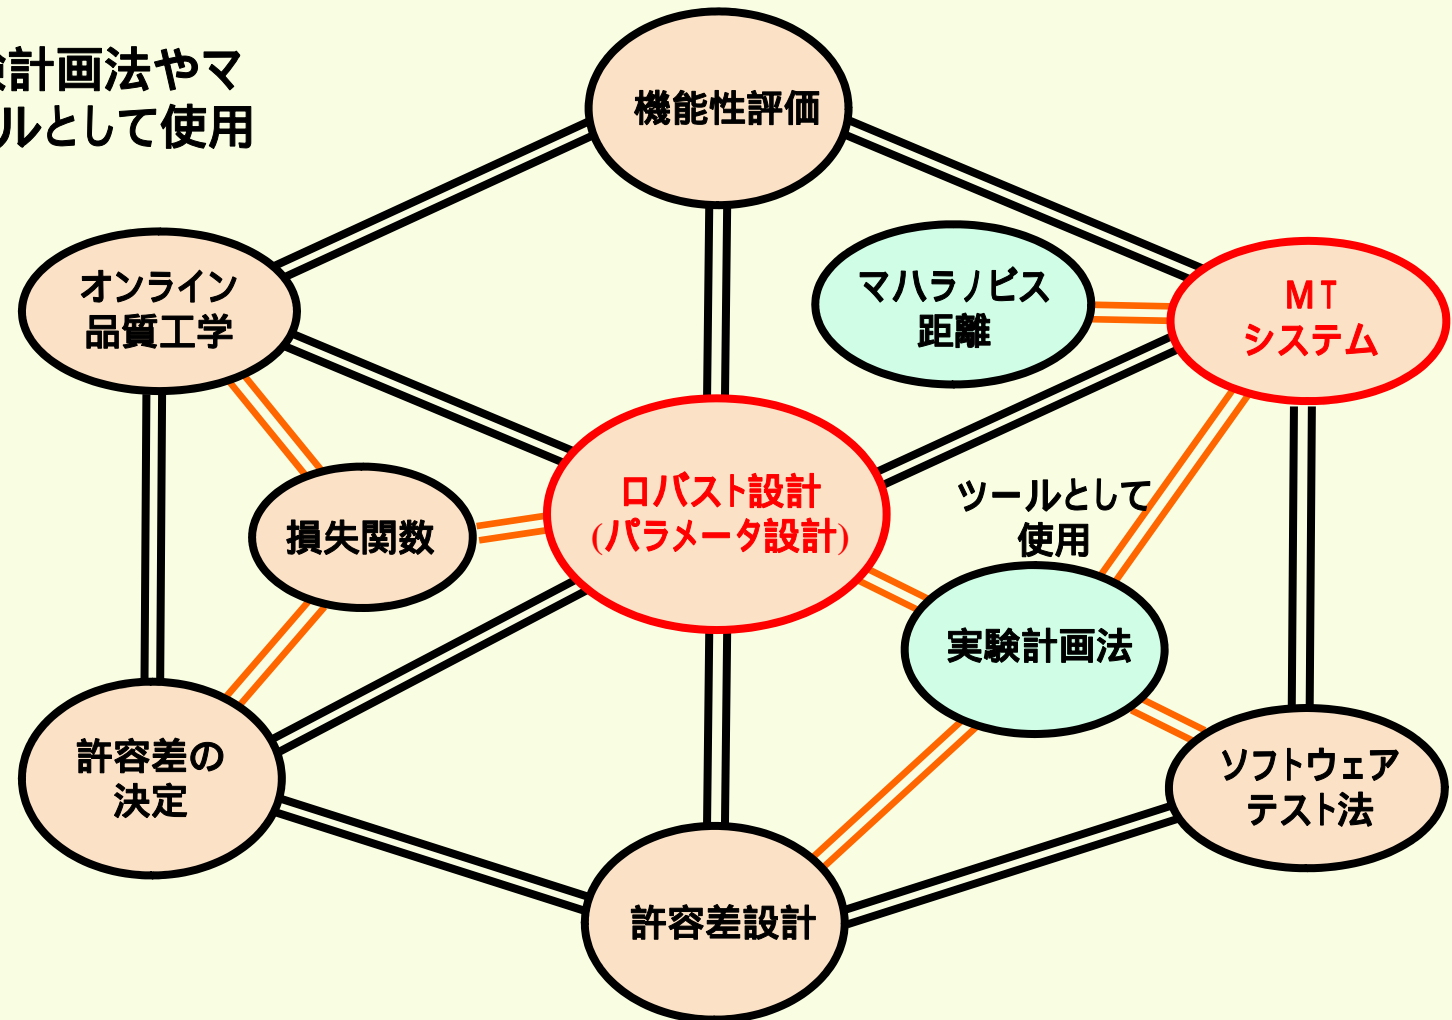 験計画法やマ
ルとして使用
機能性評価
オンライン
品質工学
マハラノビス
距離
MT
システム
ロバスト設計
(パラメータ設計)
ツールとして
使用
損失関数
実験計画法
許容差の
決定
ソフトウェア
テスト法
許容差設計